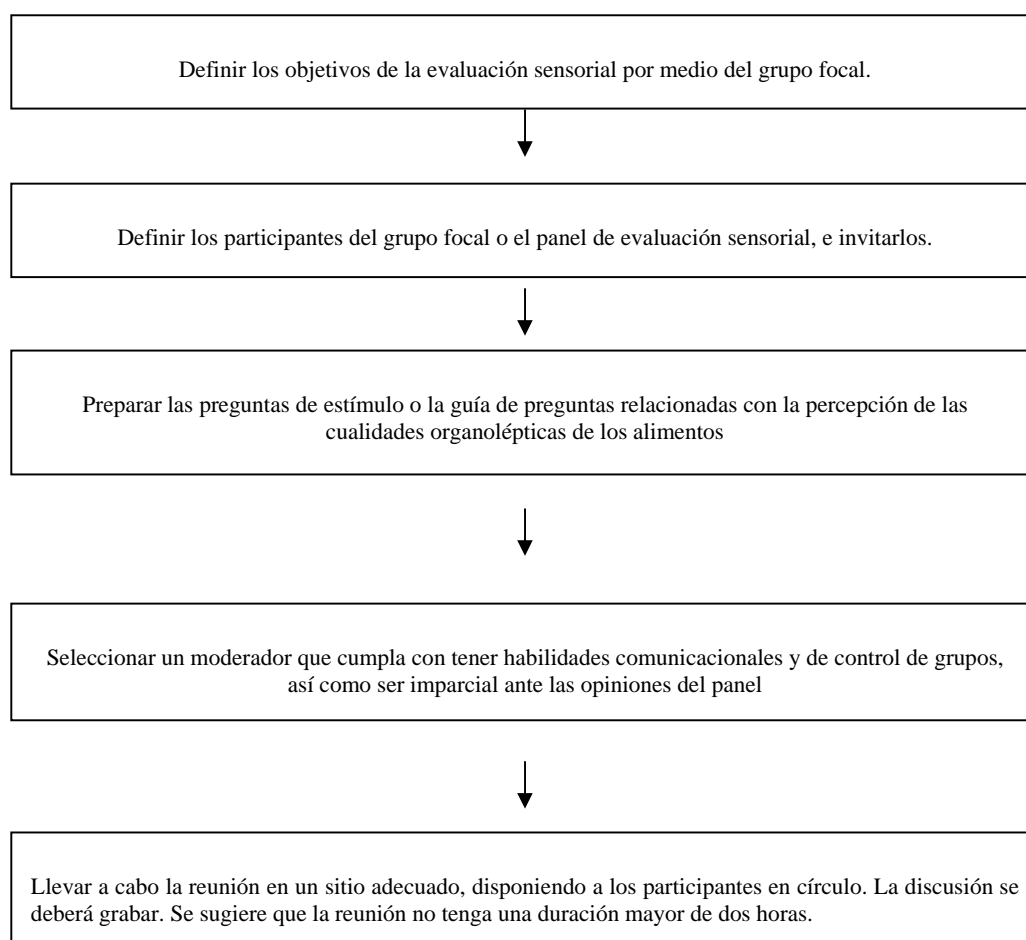 Definir los objetivos de la evaluación sensorial por medio del grupo focal.
Definir los participantes del grupo focal o el panel de evaluación sensorial, e invitarlos.
Preparar las preguntas de estímulo o la guía de preguntas relacionadas con la percepción de las
cualidades organolépticas de los alimentos
Seleccionar un moderador que cumpla con tener habilidades comunicacionales y de control de grupos,
así como ser imparcial ante las opiniones del panel
Llevar a cabo la reunión en un sitio adecuado, disponiendo a los participantes en círculo. La discusión se
deberá grabar. Se sugiere que la reunión no tenga una duración mayor de dos horas.